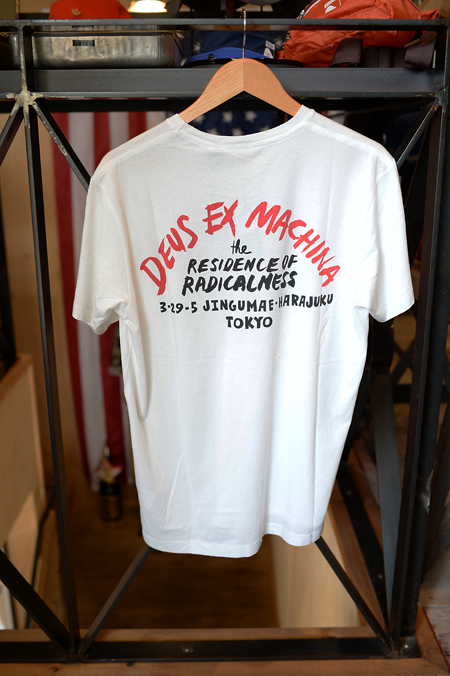 DEUS EX MACHINA
the
RESIDENCE OF
RADICALNESS
3-29-5 JINGUMAE·HARAJUKU
TOKYO